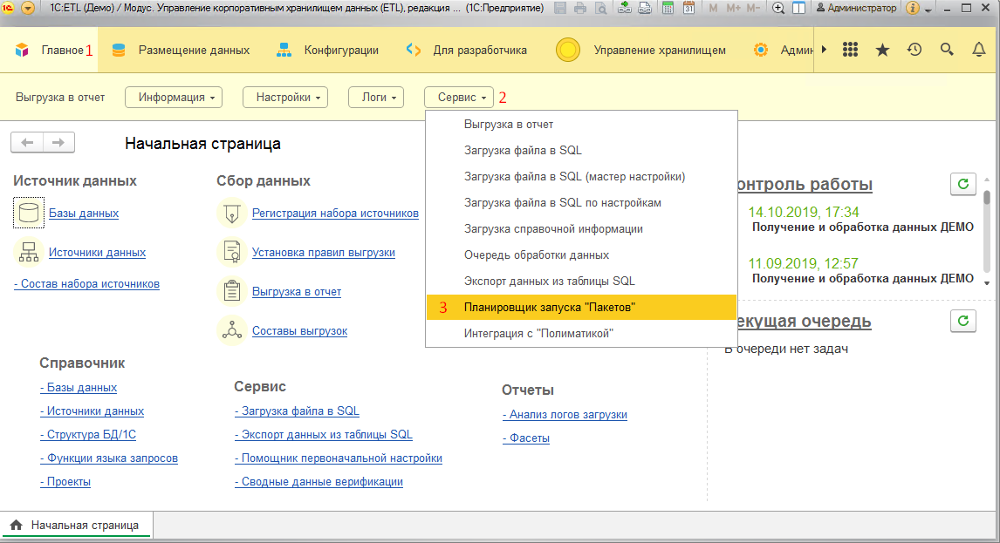 1С:ETL (Демо) / Модус. Управление корпоративным хранилищем данных (ETL), редакция ... (1С:Предприятие)
M M+ M-
Администратор
Главное 1
Размещение данных
Конфигурации
Для разработчика
Управление хранилищем
Админ
Выгрузка в отчет
Информация
Настройки
Логи
Сервис 2
Выгрузка в отчет
Загрузка файла в SQL
Загрузка файла в SQL (мастер настройки)
Загрузка файла в SQL по настройкам
Загрузка справочной информации
Очередь обработки данных
Экспорт данных из таблицы SQL
3 Планировщик запуска "Пакетов"
Интеграция с "Полиматикой"
Начальная страница
Источник данных
Базы данных
Источники данных
- Состав набора источников
Сбор данных
Регистрация набора источников
Установка правил выгрузки
Выгрузка в отчет
Составы выгрузок
онтроль работы
14.10.2019, 17:34
Получение и обработка данных ДЕМО
11.09.2019, 12:57
Получение и обработка данных ДЕМО
екущая очередь
В очереди нет задач
Справочник
- Базы данных
- Источники данных
- Структура БД/1С
- Функции языка запросов
- Проекты
Сервис
- Загрузка файла в SQL
- Экспорт данных из таблицы SQL
- Помощник первоначальной настройки
- Сводные данные верификации
Отчеты
- Анализ логов загрузки
- Фасеты
Начальная страница